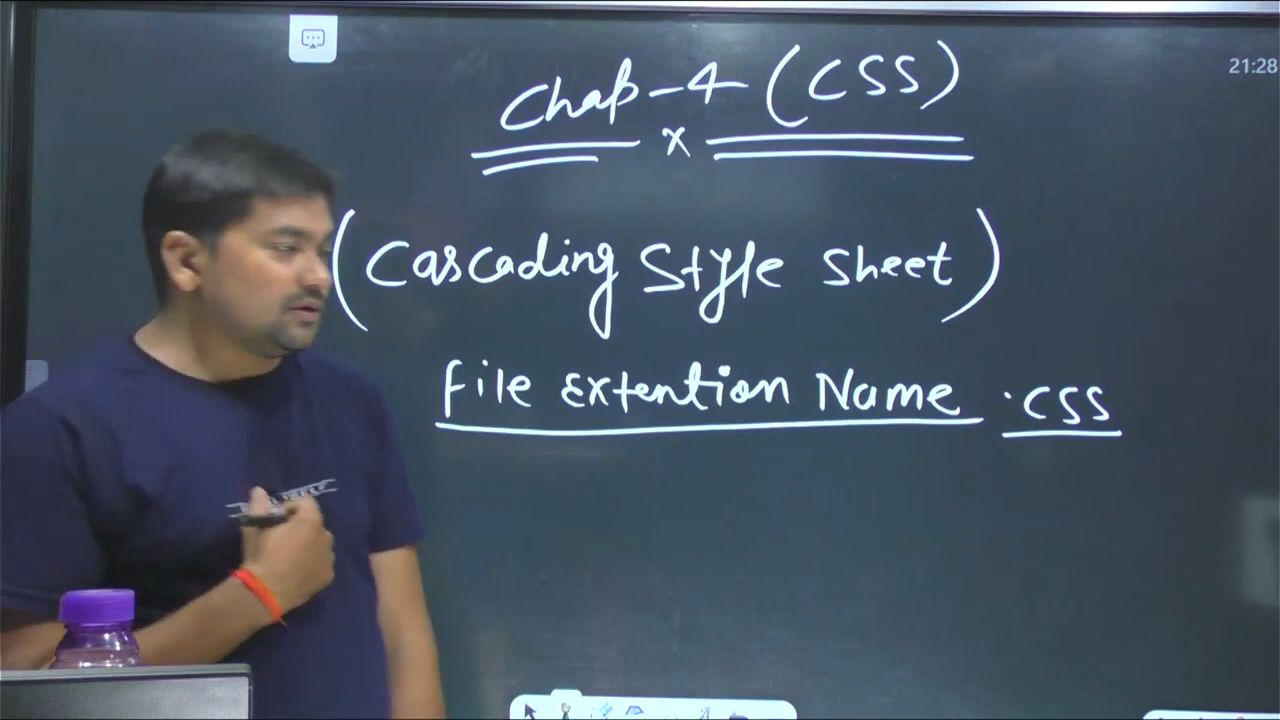 21:28
Chap-4 (CSS)
x
(Cascading Style Sheet)
File Extention Name .CSS